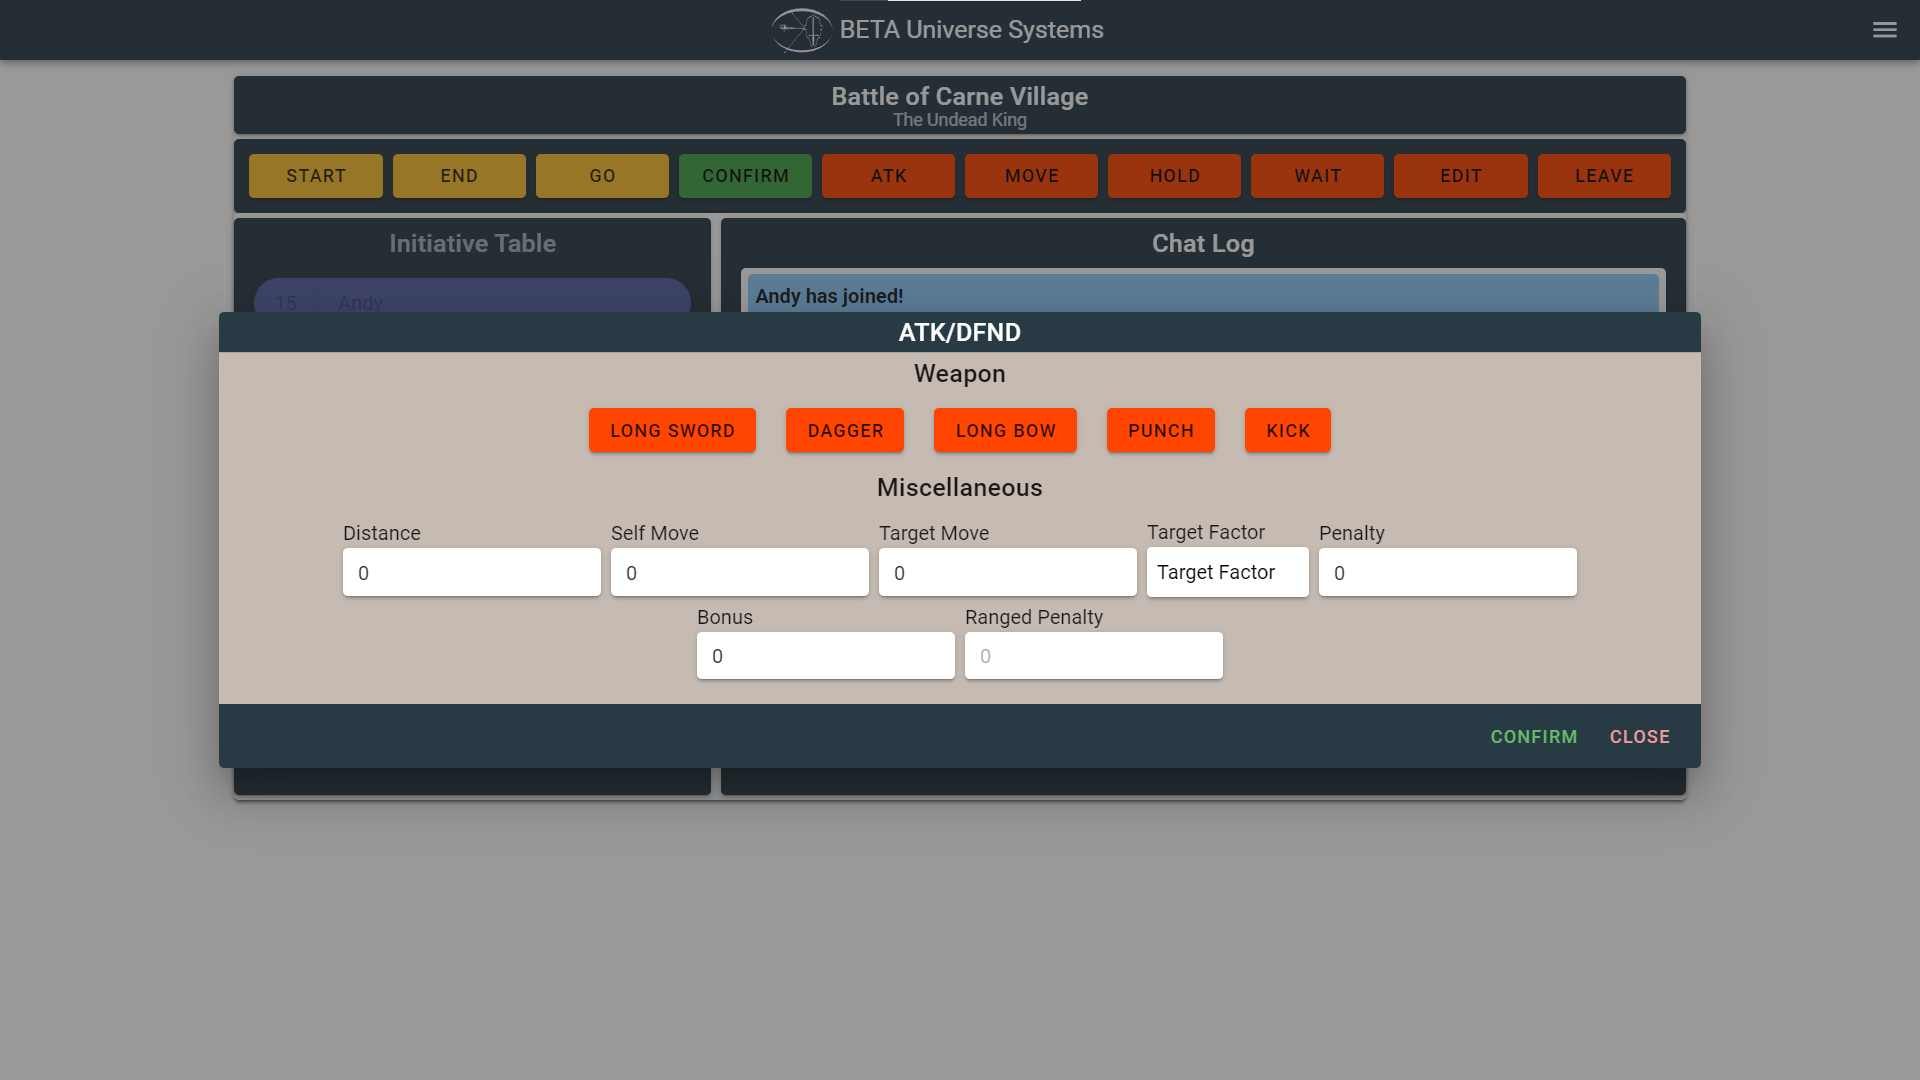 BETA Universe Systems
Battle of Carne Village
The Undead King
START END GO CONFIRM ATK MOVE HOLD WAIT EDIT LEAVE
Initiative Table
15 Andy
Chat Log
Andy has joined!
ATK/DFND
Weapon
LONG SWORD DAGGER LONG BOW PUNCH KICK
Miscellaneous
Distance Self Move Target Move Target Factor Penalty
0 0 0 Target Factor 0
Bonus Ranged Penalty
0 0
CONFIRM CLOSE